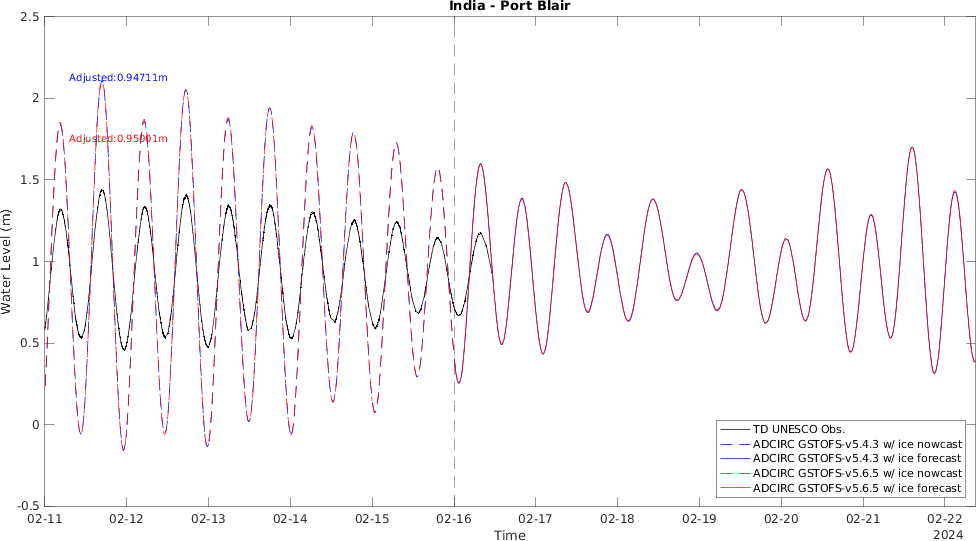 India - Port Blair
2.5
2
1.5
1
0.5
0
-0.5
Water Level (m)
Adjusted:0.94711m
Adjusted:0.95001m
TD UNESCO Obs.
ADCIRC GSTOFS-v5.4.3 w/ ice nowcast
ADCIRC GSTOFS-v5.4.3 w/ ice forecast
ADCIRC GSTOFS-v5.6.5 w/ ice nowcast
ADCIRC GSTOFS-v5.6.5 w/ ice forecast
02-11 02-12 02-13 02-14 02-15 02-16 02-17 02-18 02-19 02-20 02-21 02-22
2024
Time